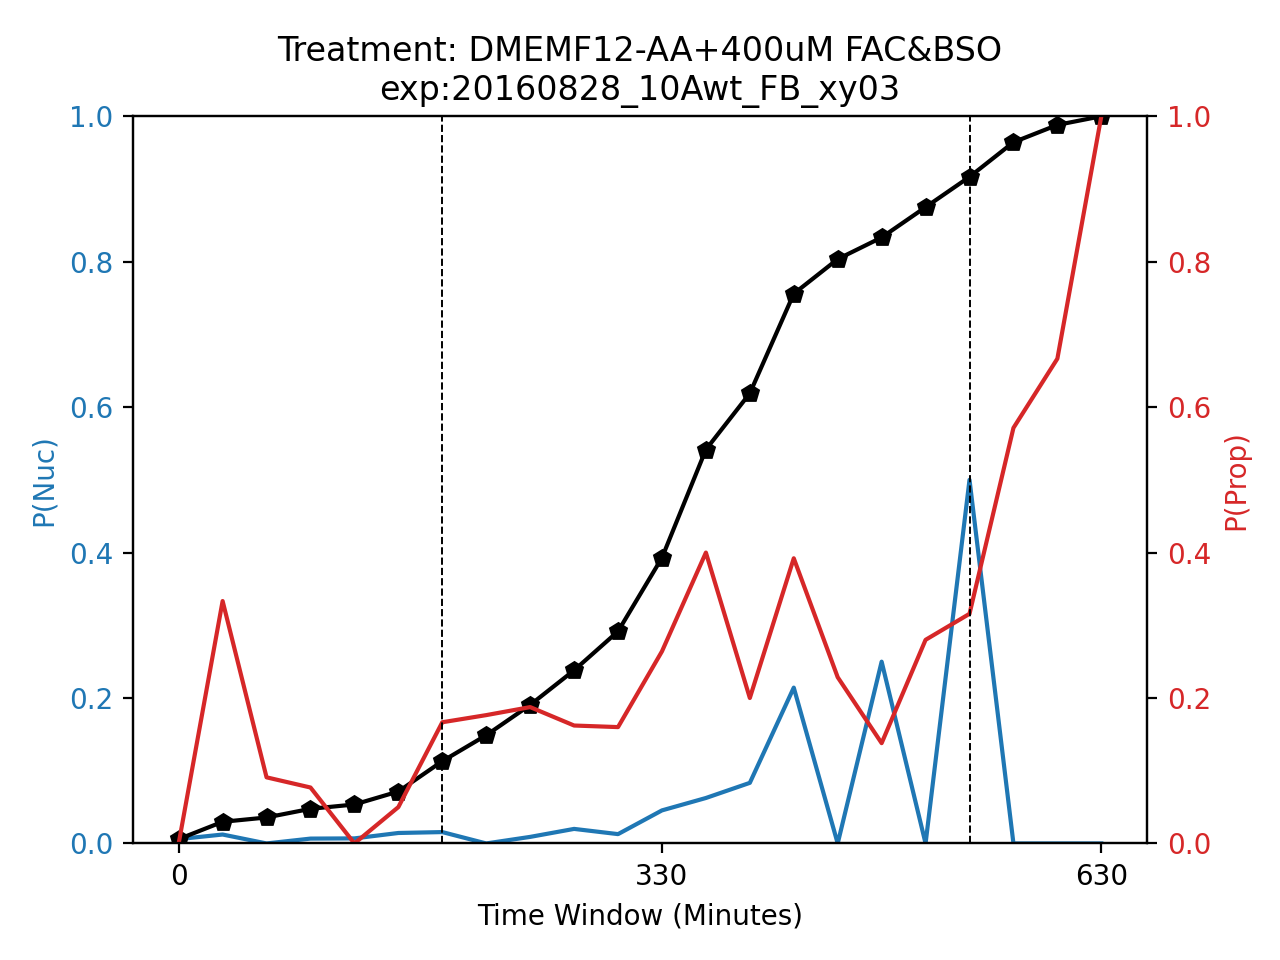 Treatment: DMEMF12-AA+400uM FAC&BSO
exp:20160828_10Awt_FB_xy03
1.0
0.8
0.6
0.4
0.2
0.0
P(Nuc)
1.0
0.8
0.6
0.4
0.2
0.0
P(Prop)
0 330 630
Time Window (Minutes)